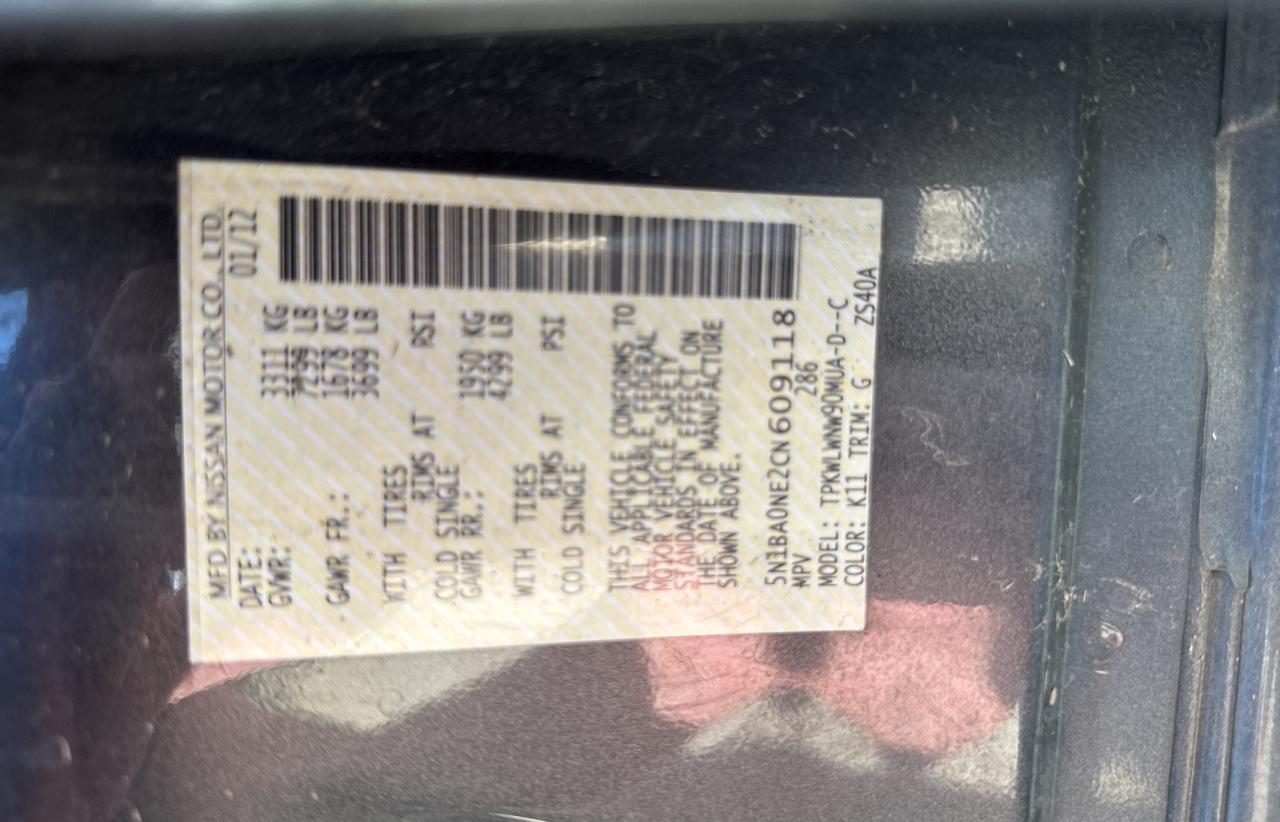 MFD BY NISSAN MOTOR CO., LTD.
DATE: 01/12
GVWR: 3311 KG
7299 LB
GAWR FR.: 1678 KG
3699 LB
WITH TIRES
RIMS AT PSI
COLD SINGLE
GAWR RR.: 1950 KG
4299 LB
WITH TIRES
RIMS AT PSI
COLD SINGLE
THIS VEHICLE CONFORMS TO
ALL APPLICABLE FEDERAL
MOTOR VEHICLE SAFETY
STANDARDS IN EFFECT ON
THE DATE OF MANUFACTURE
SHOWN ABOVE.
5N1BA0NE2CN609118
MPV 286
MODEL: TPKWLWNW90MUA-D--C
COLOR: K11 TRIM: G ZS40A